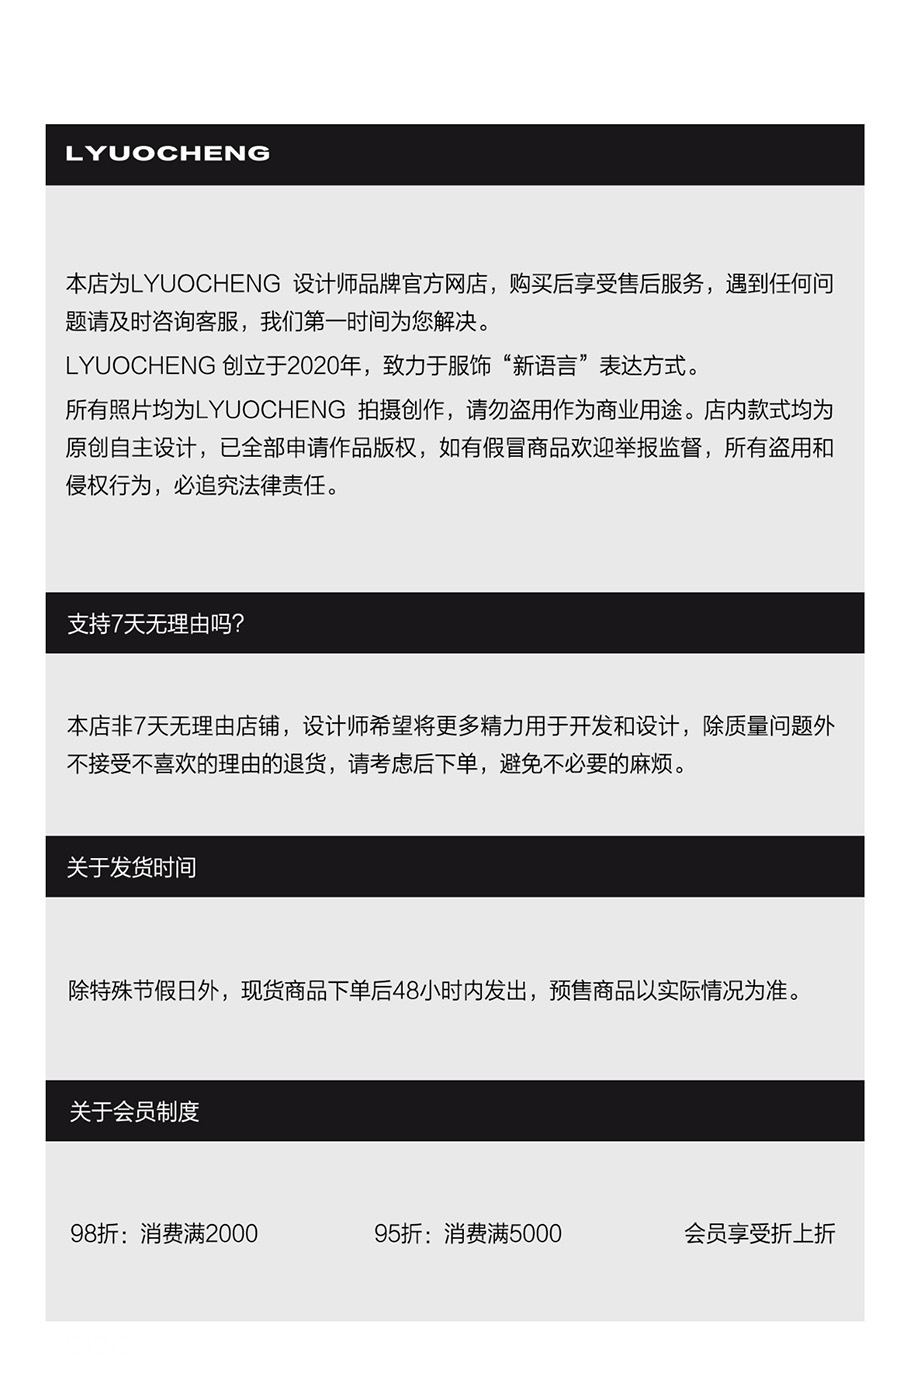 LYUOCHENG
本店为LYUOCHENG 设计师品牌官方网店，购买后享受售后服务，遇到任何问
题请及时咨询客服，我们第一时间为您解决。
LYUOCHENG 创立于2020年，致力于服饰“新语言”表达方式。
所有照片均为LYUOCHENG 拍摄创作，请勿盗用作为商业用途。店内款式均为
原创自主设计，已全部申请作品版权，如有假冒商品欢迎举报监督，所有盗用和
侵权行为，必追究法律责任。
支持7天无理由吗？
本店非7天无理由店铺，设计师希望将更多精力用于开发和设计，除质量问题外
不接受不喜欢的理由的退货，请考虑后下单，避免不必要的麻烦。
关于发货时间
除特殊节假日外，现货商品下单后48小时内发出，预售商品以实际情况为准。
关于会员制度
98折：消费满2000 95折：消费满5000 会员享受折上折